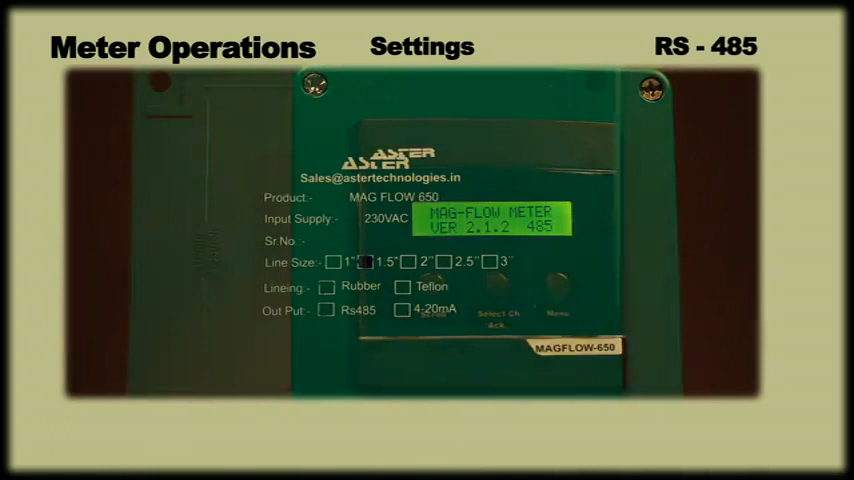 Meter Operations Settings RS - 485
ASTER
ASTER
Sales@astertechnologies.in
Product:- MAG FLOW 650
Input Supply:- 230VAC
MAG-FLOW METER
VER 2.1.2 485
Sr.No.:-
Line Size:- 1" 1.5" 2" 2.5" 3"
Lineing:- Rubber Teflon
Out Put:- Rs485 4-20mA
Scroll Select Ch Menu
Ack.
MAGFLOW-650